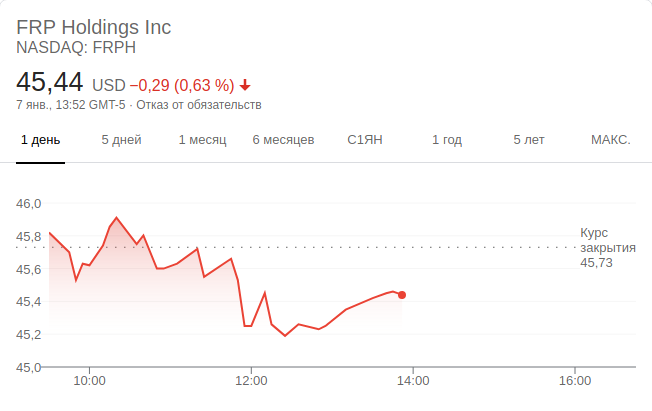 FRP Holdings Inc
NASDAQ: FRPH
45,44 USD −0,29 (0,63 %)
7 янв., 13:52 GMT-5 · Отказ от обязательств
1 день 5 дней 1 месяц 6 месяцев С1ЯН 1 год 5 лет МАКС.
46,0
45,8
45,6
45,4
45,2
45,0
Курс
закрытия
45,73
10:00 12:00 14:00 16:00